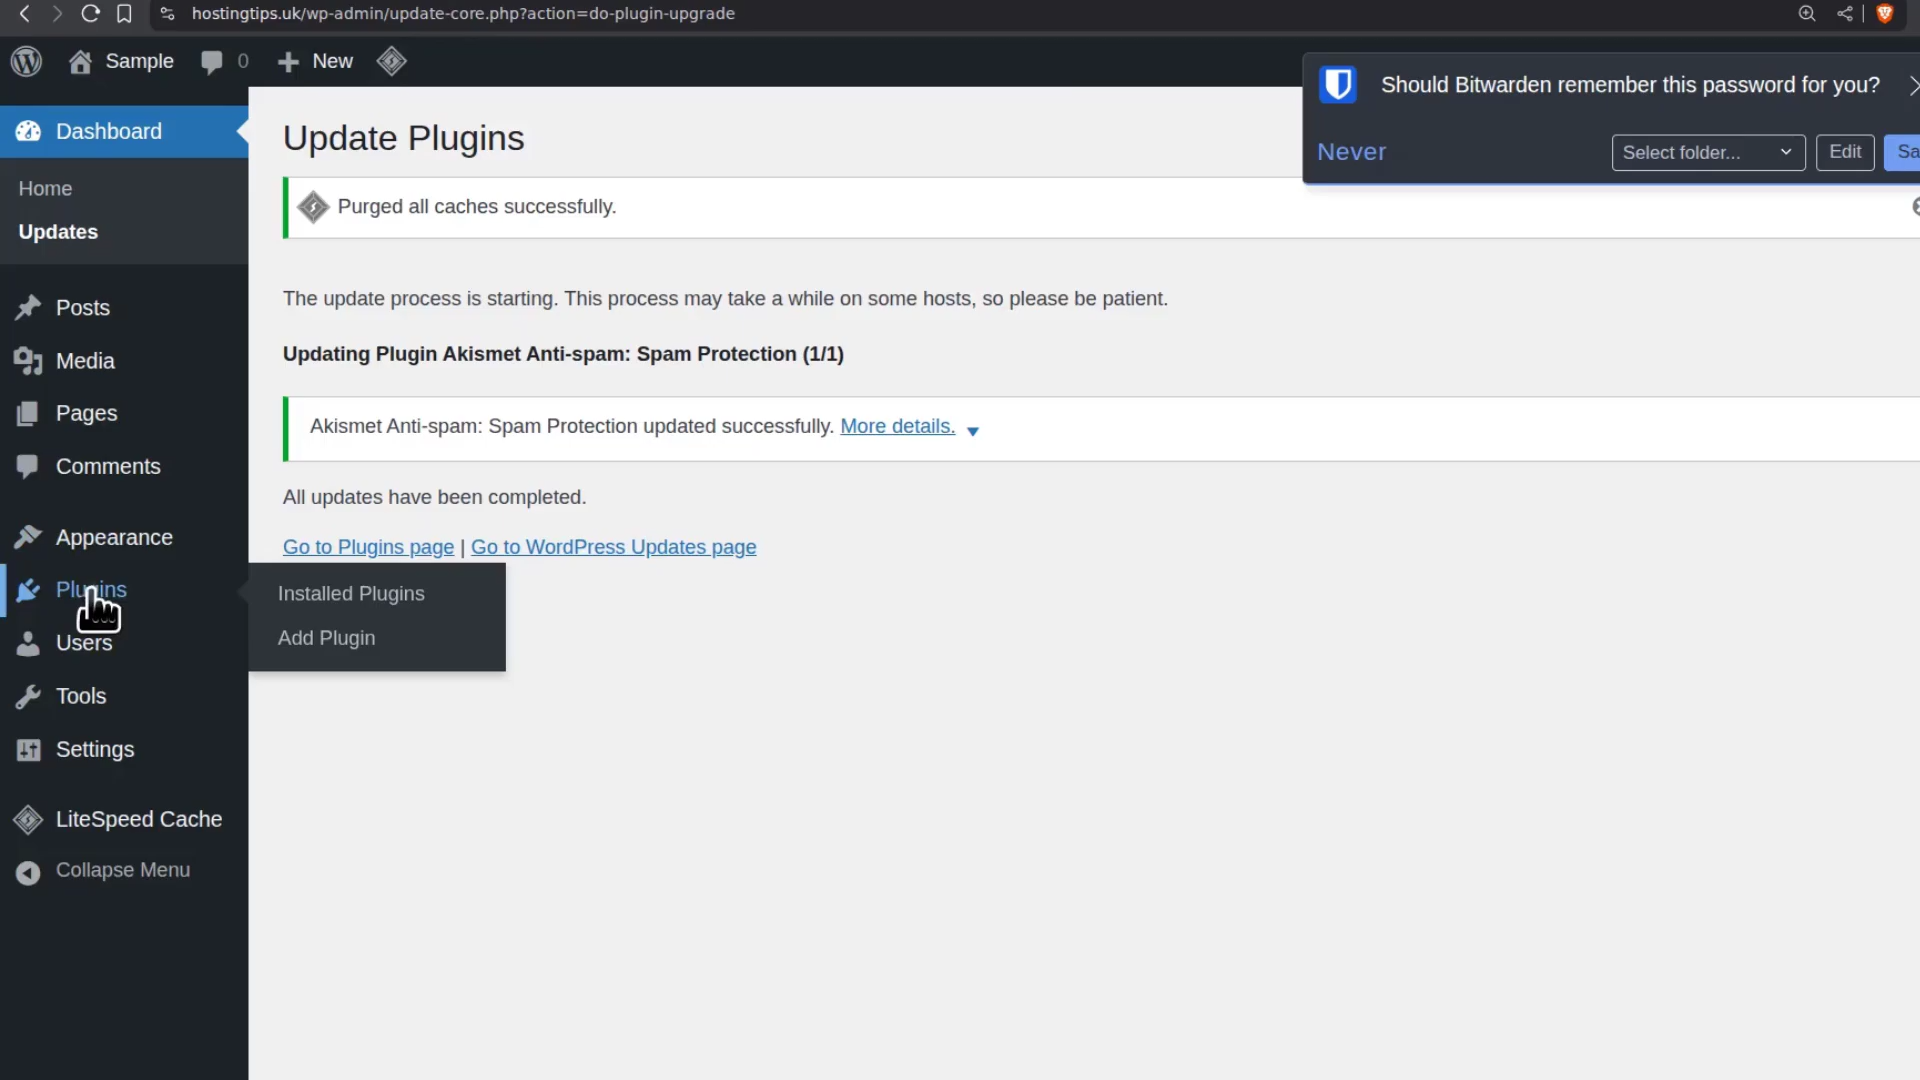 hostingtips.uk/wp-admin/update-core.php?action=do-plugin-upgrade
Sample 0 New
Should Bitwarden remember this password for you?
Never Select folder... Edit Sa
Dashboard
Home
Updates
Posts
Media
Pages
Comments
Appearance
Plugins
Users
Tools
Settings
LiteSpeed Cache
Collapse Menu
Installed Plugins
Add Plugin
Update Plugins
Purged all caches successfully.
The update process is starting. This process may take a while on some hosts, so please be patient.
Updating Plugin Akismet Anti-spam: Spam Protection (1/1)
Akismet Anti-spam: Spam Protection updated successfully. More details.
All updates have been completed.
Go to Plugins page | Go to WordPress Updates page